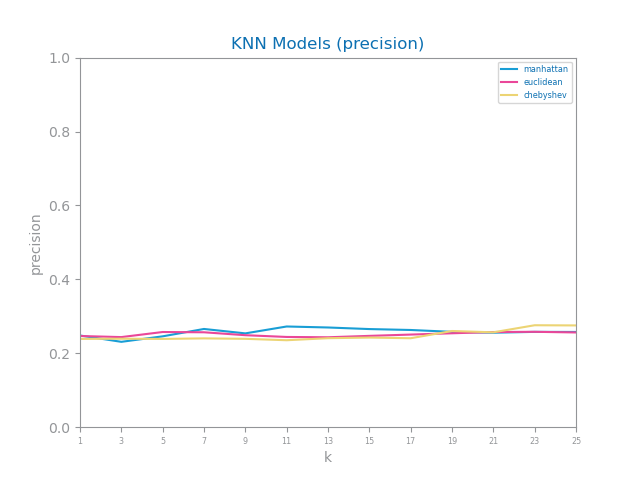 KNN Models (precision)
manhattan
euclidean
chebyshev
precision
1.0
0.8
0.6
0.4
0.2
0.0
1 3 5 7 9 11 13 15 17 19 21 23 25
k